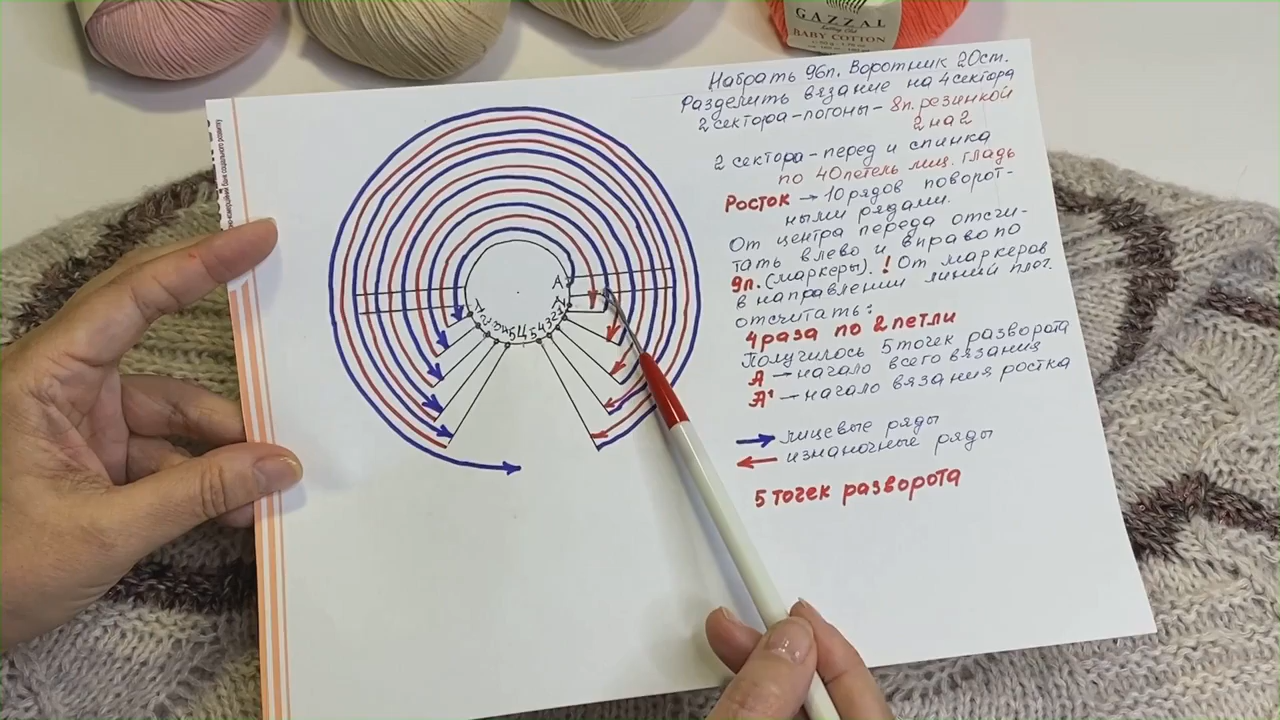 GAZZAL
BABY COTTON
Набрать 96п. Воротник 20см.
Разделить вязание на 4 сектора
2 сектора-погоны - 8п. резинкой
2 на 2
2 сектора - перед и спинка
по 40 петель лиц. гладь
Росток → 10 рядов поворот-
ными рядами.
От центра переда отсчи-
тать влево и вправо по
9п. (маркеры). ! От маркеров
в направлении линий плот.
отсчитать:
4 раза по 2 петли
Получилось 5 точек разворота
А → начало всего вязания
А¹ → начало вязания ростка
→ лицевые ряды
← изнаночные ряды
5 точек разворота
А